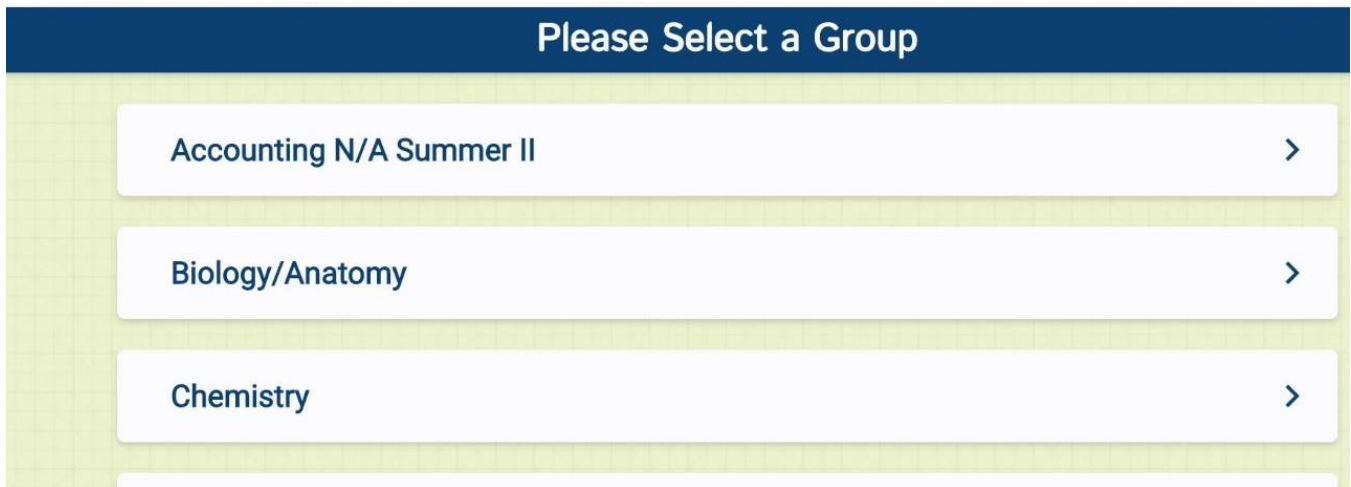 Please Select a Group
Accounting N/A Summer II
Biology/Anatomy
Chemistry